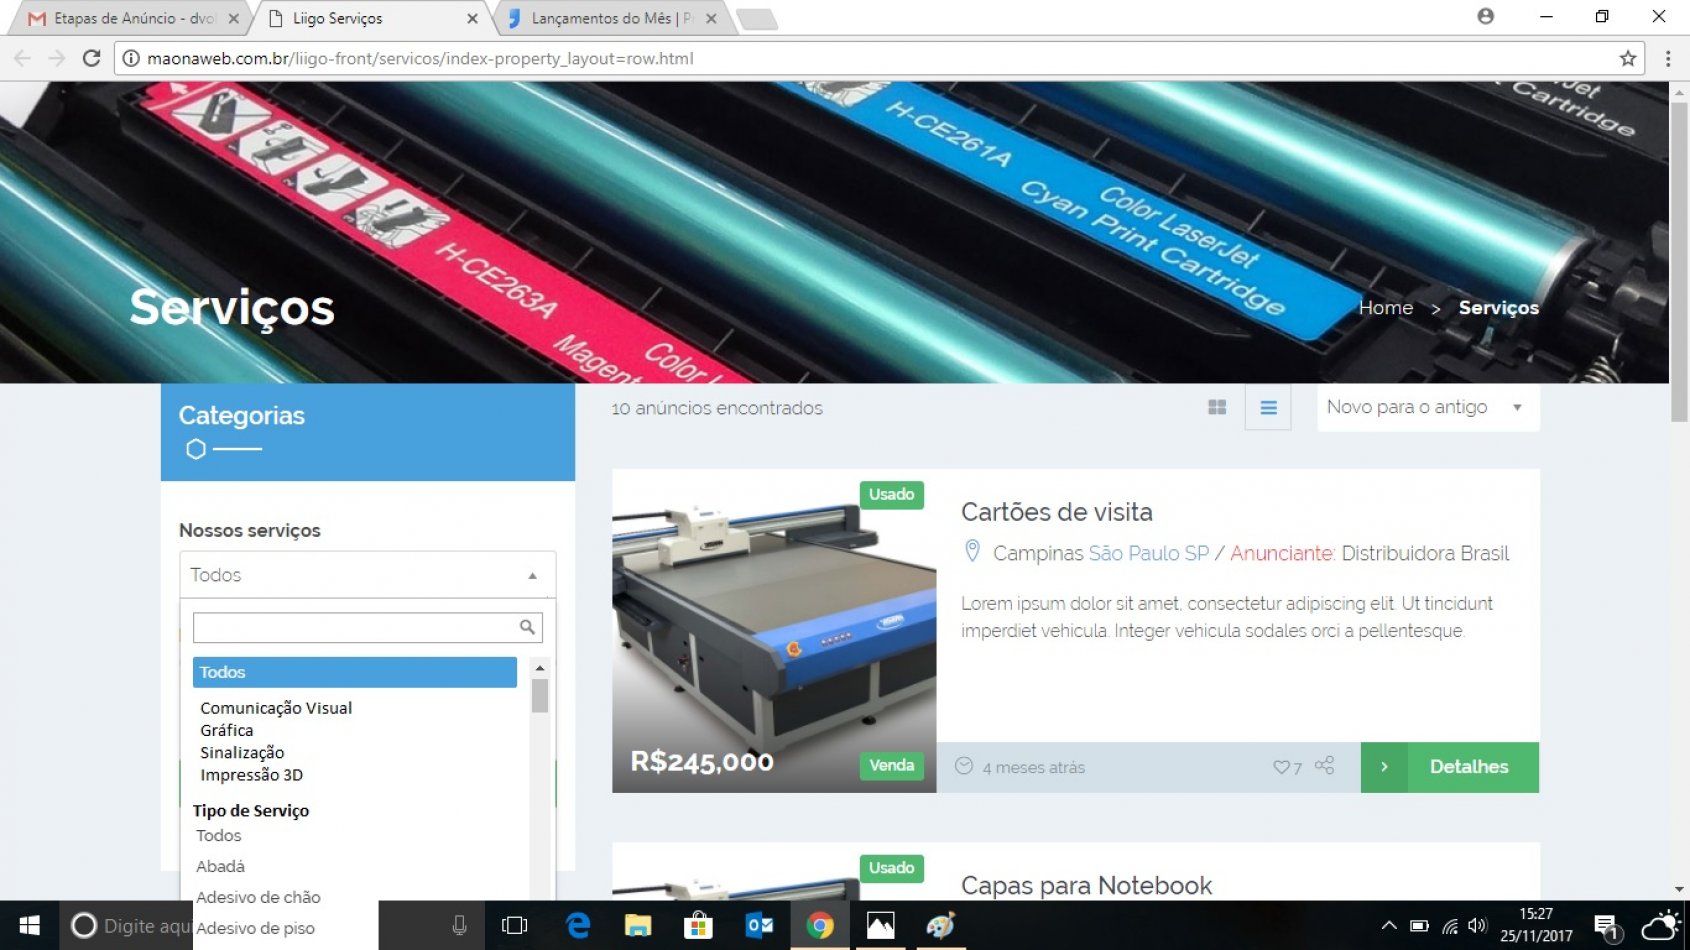 Etapas de Anúncio - dvo
Liigo Serviços
Lançamentos do Mês | P
maonaweb.com.br/liigo-front/servicos/index-property_layout=row.html
H-CE263A
Magent
Color L
H-CE261A
Color LaserJet
Cyan Print Cartridge
Jet
Cartridge
Serviços
Home > Serviços
Categorias
10 anúncios encontrados
Novo para o antigo
Nossos serviços
Todos
Todos
Comunicação Visual
Gráfica
Sinalização
Impressão 3D
Tipo de Serviço
Todos
Abadá
Adesivo de chão
Adesivo de piso
Usado
Cartões de visita
Campinas São Paulo SP / Anunciante: Distribuidora Brasil
Lorem ipsum dolor sit amet, consectetur adipiscing elit. Ut tincidunt
imperdiet vehicula. Integer vehicula sodales orci a pellentesque.
R$245,000
Venda
4 meses atrás
7
Detalhes
Usado
Capas para Notebook
Digite aqui
15:27
25/11/2017
1